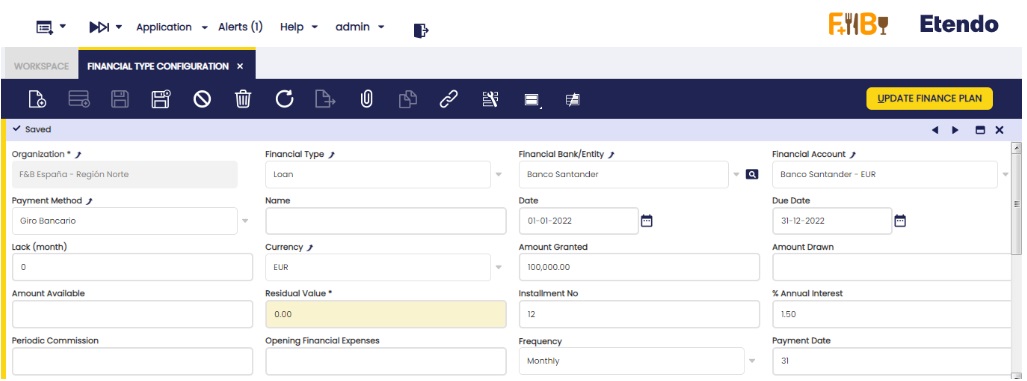 Application Alerts (1) Help admin F+B Etendo
WORKSPACE FINANCIAL TYPE CONFIGURATION ×
UPDATE FINANCE PLAN
Saved
Organization * Financial Type Financial Bank/Entity Financial Account
F&B España - Región Norte Loan Banco Santander Banco Santander - EUR
Payment Method Name Date Due Date
Giro Bancario 01-01-2022 31-12-2022
Lack (month) Currency Amount Granted Amount Drawn
0 EUR 100,000.00
Amount Available Residual Value * Installment No % Annual Interest
0.00 12 1.50
Periodic Commission Opening Financial Expenses Frequency Payment Date
Monthly 31